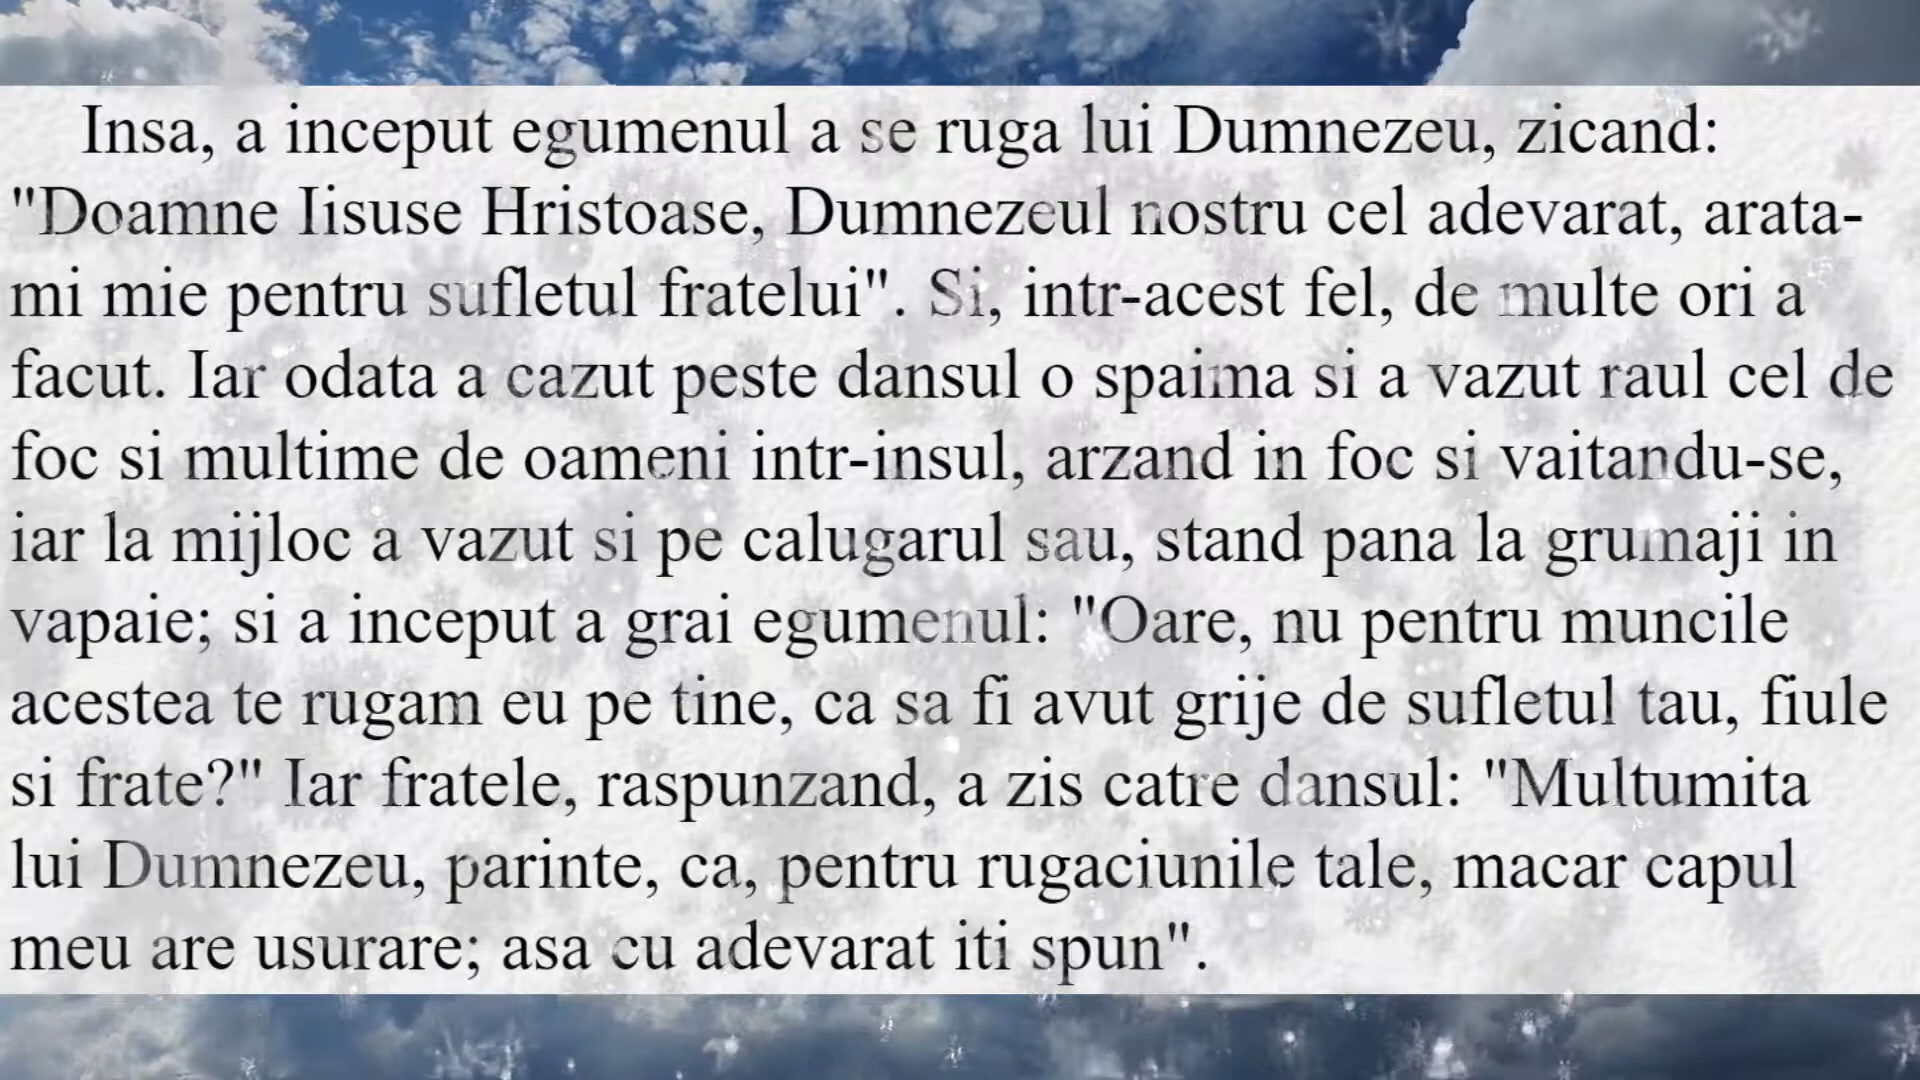 Insa, a inceput egumenul a se ruga lui Dumnezeu, zicand:
"Doamne Iisuse Hristoase, Dumnezeul nostru cel adevarat, arata-
mi mie pentru sufletul fratelui". Si, intr-acest fel, de multe ori a
facut. Iar odata a cazut peste dansul o spaima si a vazut raul cel de
foc si multime de oameni intr-insul, arzand in foc si vaitandu-se,
iar la mijloc a vazut si pe calugarul sau, stand pana la grumaji in
vapaie; si a inceput a grai egumenul: "Oare, nu pentru muncile
acestea te rugam eu pe tine, ca sa fi avut grije de sufletul tau, fiule
si frate?" Iar fratele, raspunzand, a zis catre dansul: "Multumita
lui Dumnezeu, parinte, ca, pentru rugaciunile tale, macar capul
meu are usurare; asa cu adevarat iti spun".